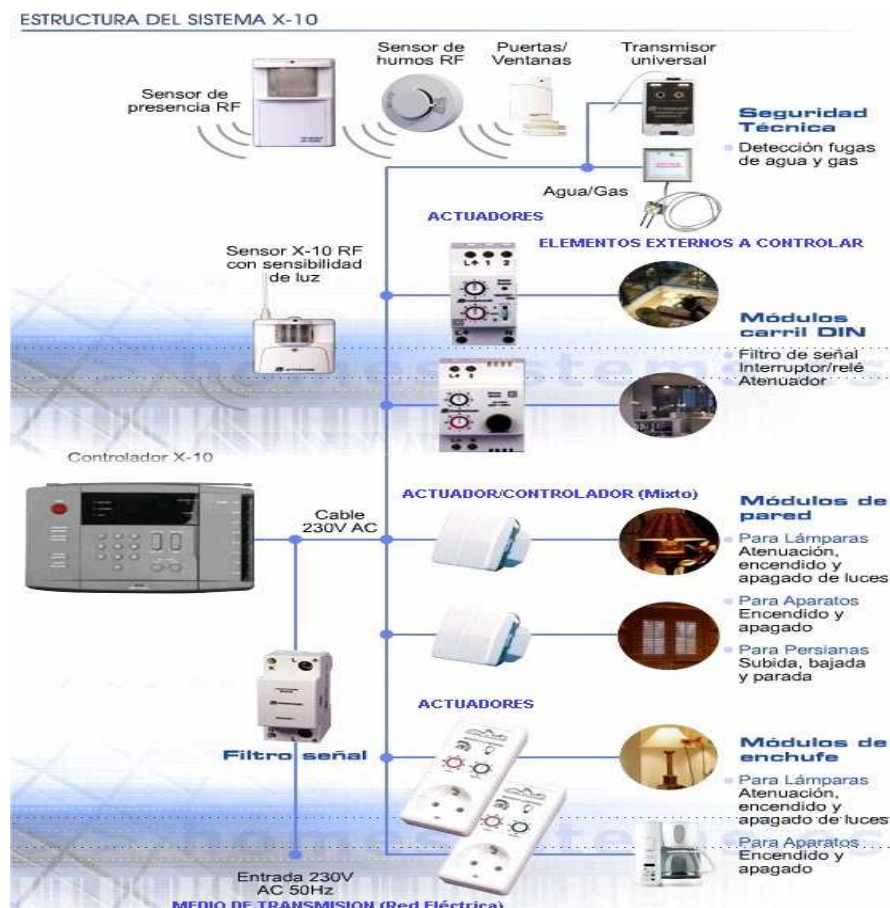 ESTRUCTURA DEL SISTEMA X-10
Sensor de
presencia RF
Sensor de
humos RF
Puertas/
Ventanas
Transmisor
universal
Seguridad
Técnica
Detección fugas
de agua y gas
Agua/Gas
ACTUADORES
ELEMENTOS EXTERNOS A CONTROLAR
Sensor X-10 RF
con sensibilidad
de luz
L 1 2
Módulos
carril DIN
Filtro de señal
Interruptor/relé
Atenuador
Controlador X-10
Cable
230V AC
ACTUADOR/CONTROLADOR (Mixto)
Módulos de
pared
Para Lámparas
Atenuación,
encendido y
apagado de luces
Para Aparatos
Encendido y
apagado
Para Persianas
Subida, bajada
y parada
Filtro señal
ACTUADORES
Módulos de
enchufe
Para Lámparas
Atenuación,
encendido y
apagado de luces
Para Aparatos
Encendido y
apagado
Entrada 230V
AC 50Hz
MEDIO DE TRANSMISION (Red Eléctrica)